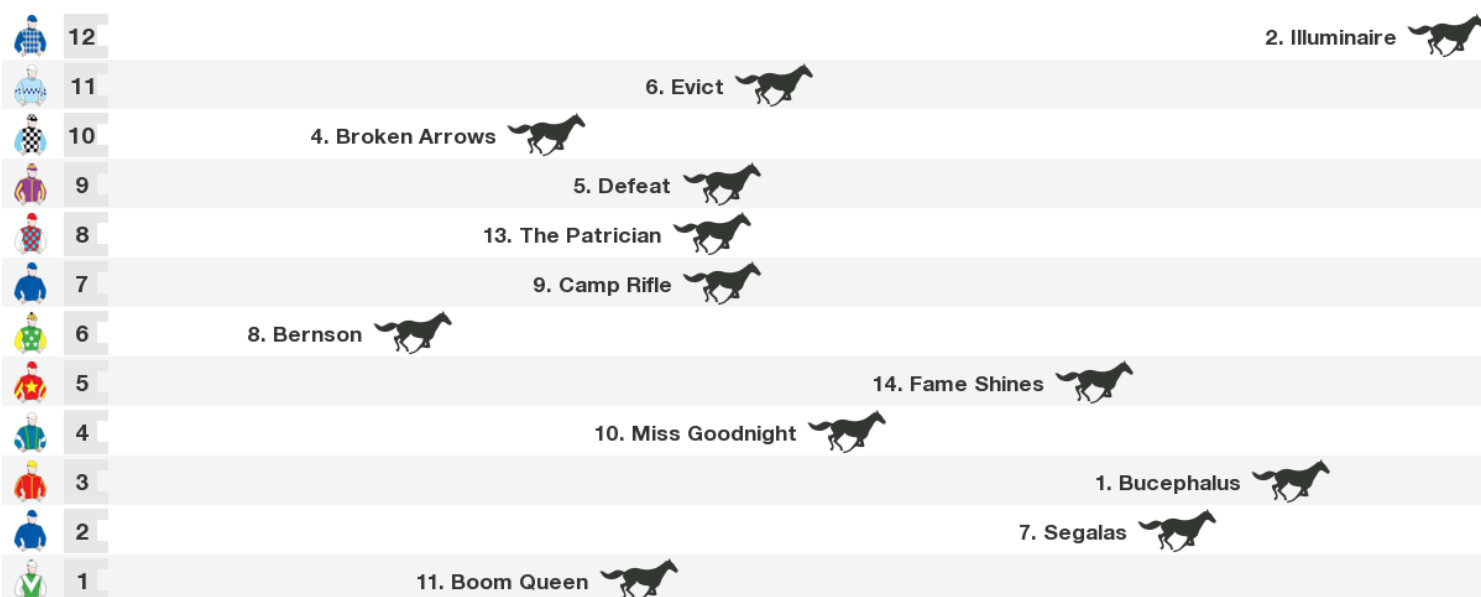 12 2. Illuminaire
11 6. Evict
10 4. Broken Arrows
9 5. Defeat
8 13. The Patrician
7 9. Camp Rifle
6 8. Bernson
5 14. Fame Shines
4 10. Miss Goodnight
3 1. Bucephalus
2 7. Segalas
1 11. Boom Queen